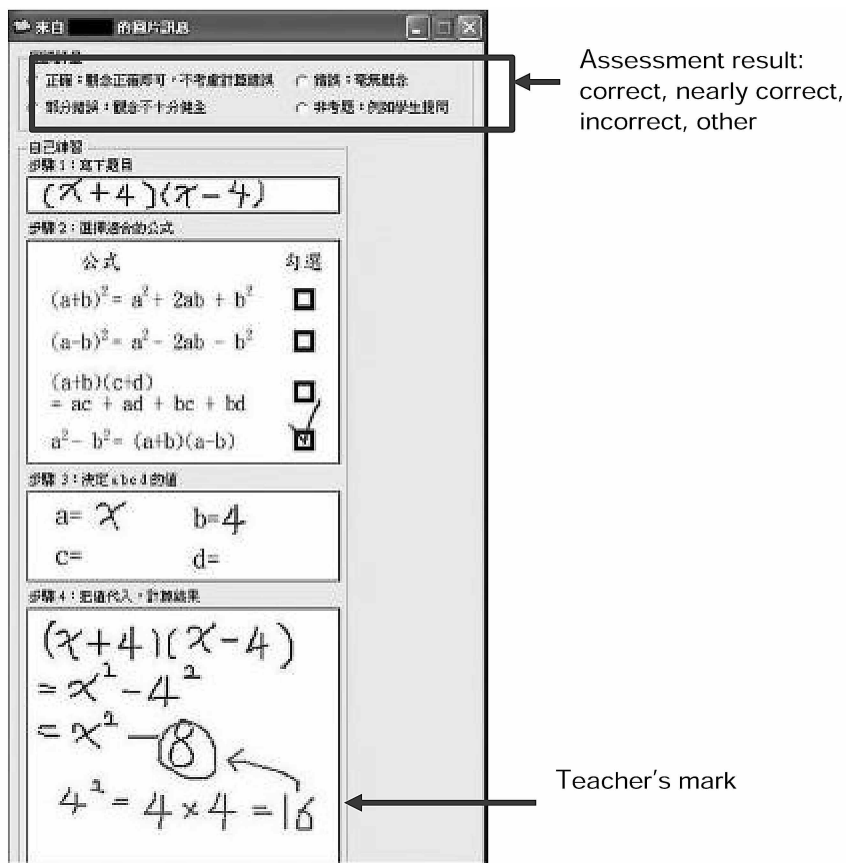 來自 的圖片訊息
正確：觀念正確即可，不考慮計算錯誤 錯誤：毫無觀念
部分錯誤：觀念不十分健全 非考題：例如學生提問
Assessment result:
correct, nearly correct,
incorrect, other
自己練習
步驟 1：寫下題目
(x+4)(x-4)
步驟 2：選擇適合的公式
公式 勾選
(a+b)² = a² + 2ab + b²
(a-b)² = a² - 2ab - b²
(a+b)(c+d)
= ac + ad + bc + bd
a² - b² = (a+b)(a-b)
步驟 3：決定 abcd 的值
a= x b=4
c= d=
步驟 4：把值代入，計算結果
(x+4)(x-4)
=x²-4²
=x²-8
4²=4×4=16
Teacher's mark